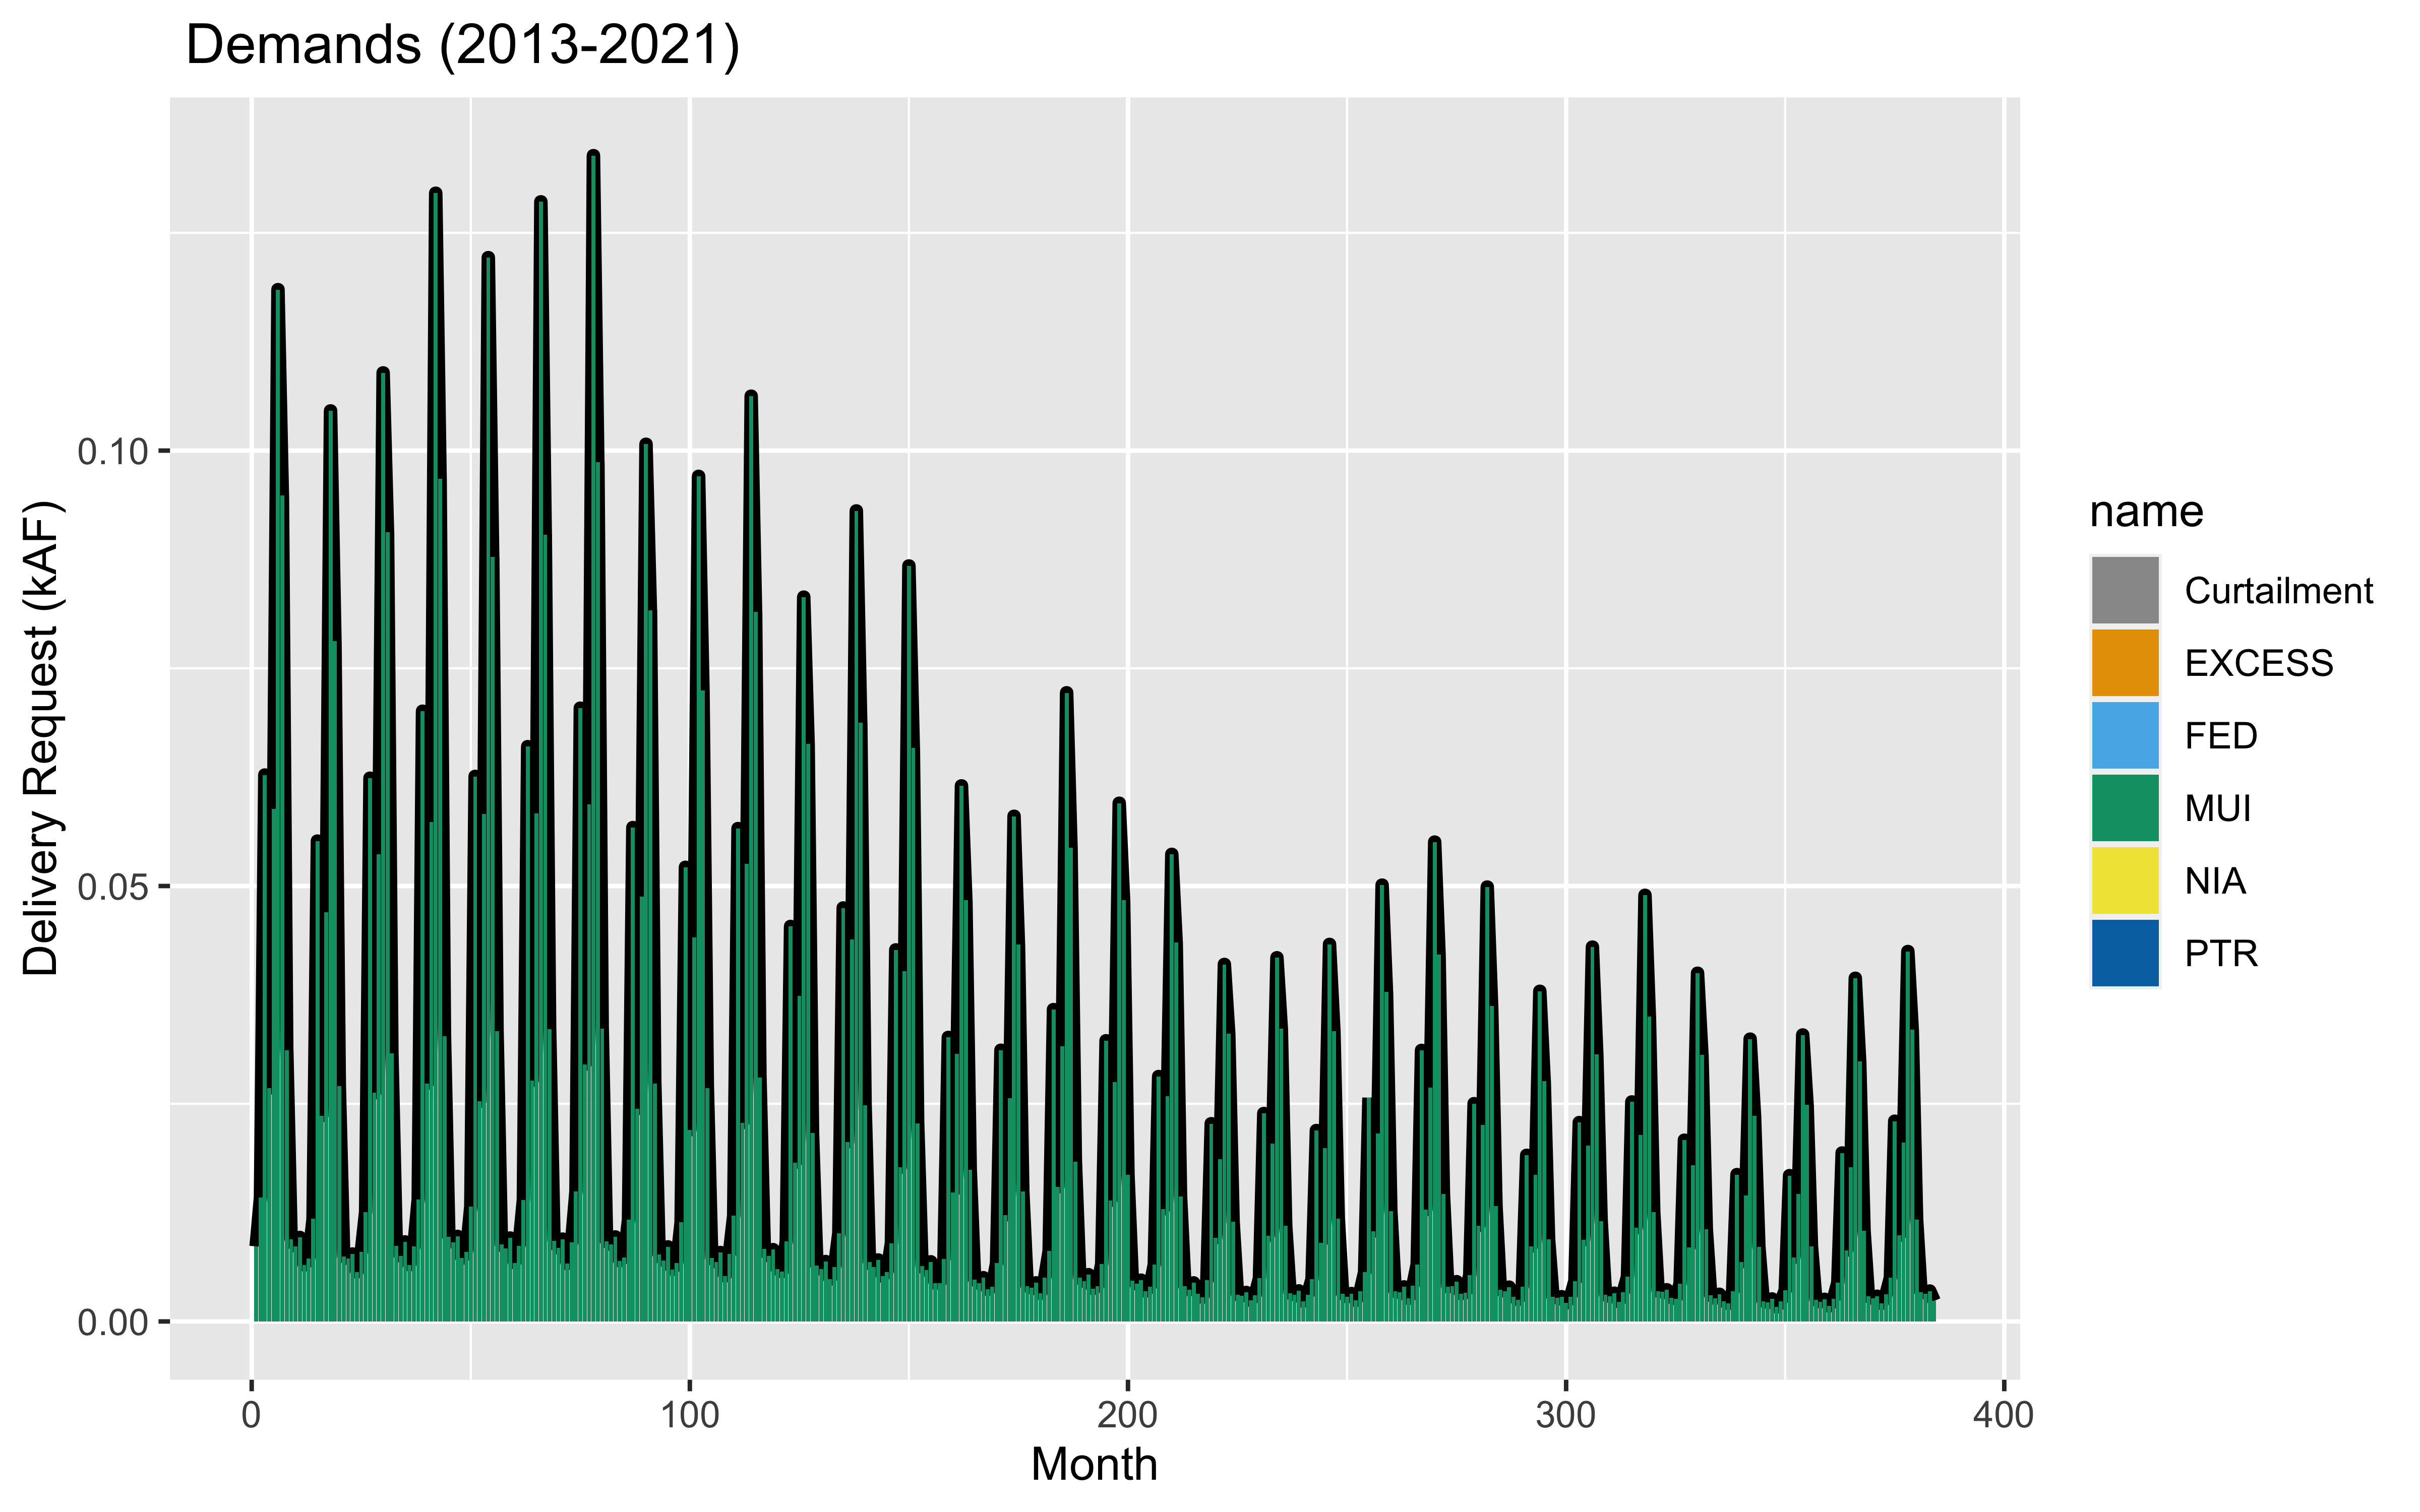 Demands (2013-2021)
Delivery Request (kAF)
0.10
0.05
0.00
0
100
200
300
400
Month
name
Curtailment
EXCESS
FED
MUI
NIA
PTR